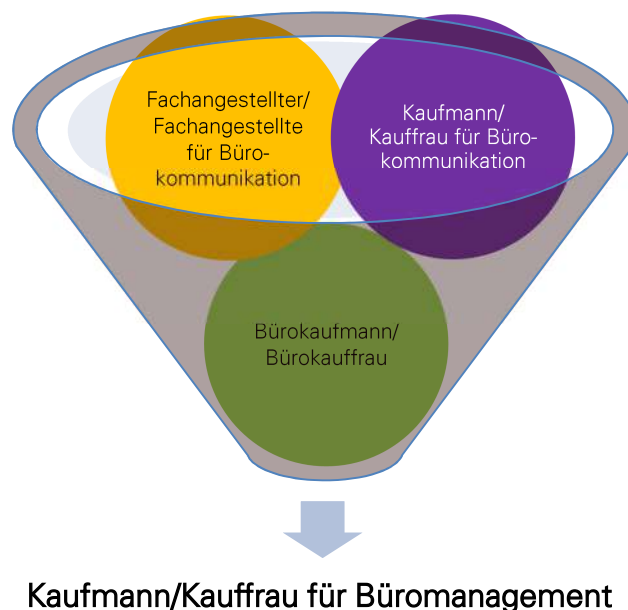 Fachangestellter/
Fachangestellte
für Büro-
kommunikation
Kaufmann/
Kauffrau für Büro-
kommunikation
Bürokaufmann/
Bürokauffrau
Kaufmann/Kauffrau für Büromanagement